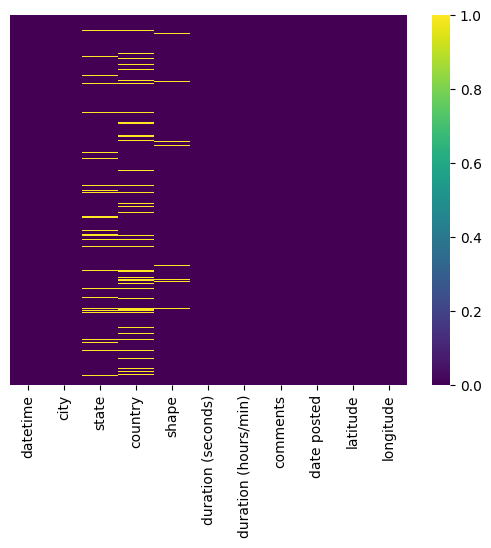 1.0
0.8
0.6
0.4
0.2
0.0
datetime
city
state
country
shape
duration (seconds)
duration (hours/min)
comments
date posted
latitude
longitude